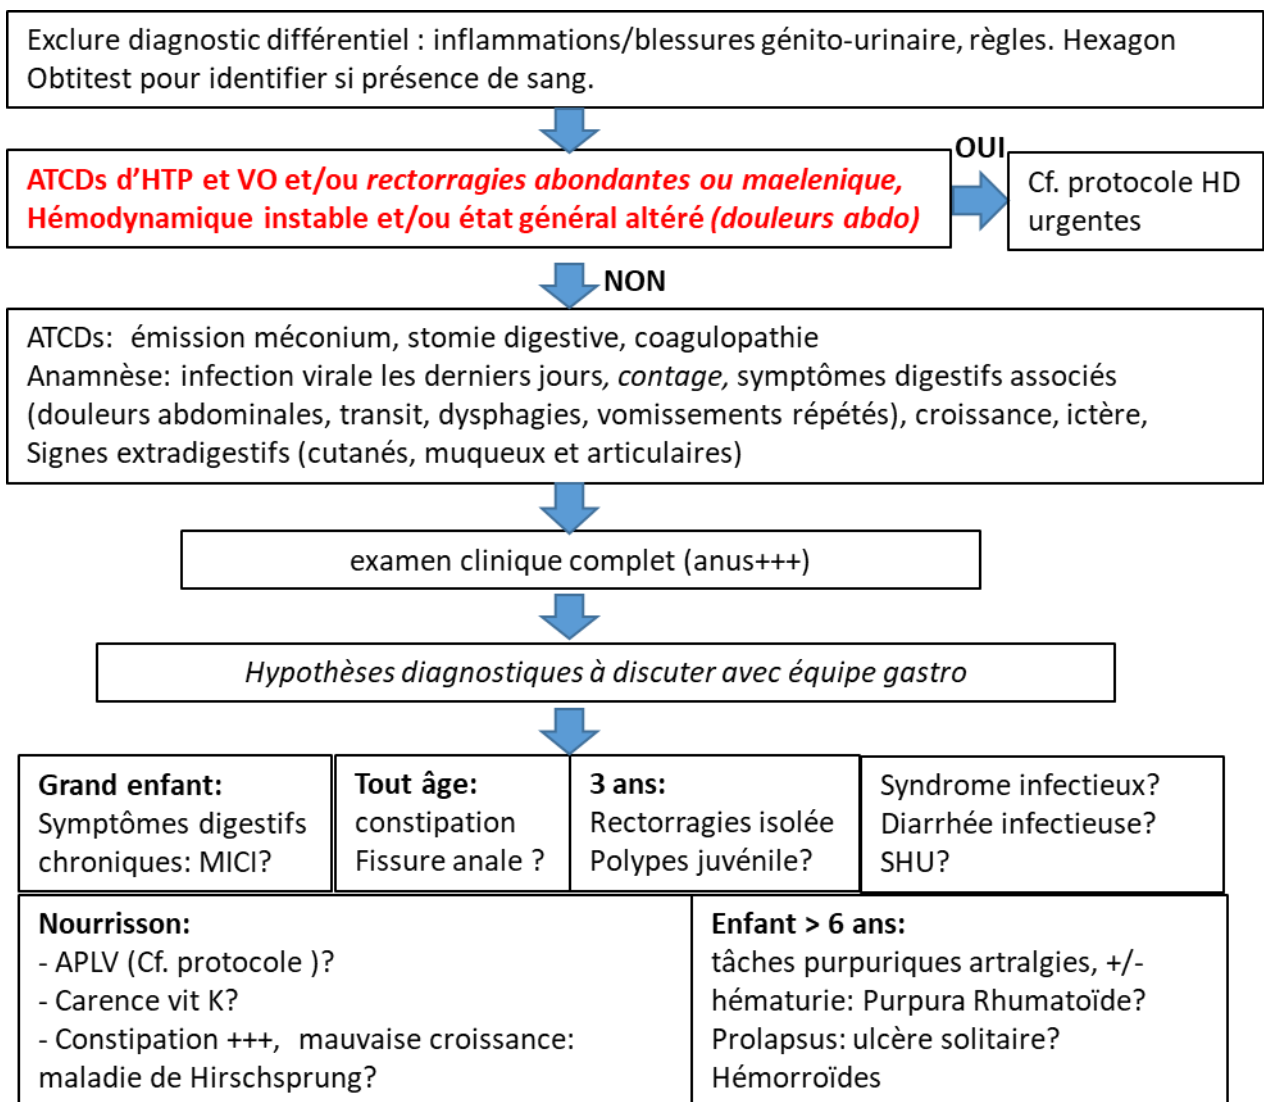 Exclure diagnostic différentiel : inflammations/blessures génito-urinaire, règles. Hexagon
Obtitest pour identifier si présence de sang.
ATCDs d’HTP et VO et/ou rectorragies abondantes ou maelenique,
Hémodynamique instable et/ou état général altéré (douleurs abdo)
OUI
Cf. protocole HD
urgentes
NON
ATCDs: émission méconium, stomie digestive, coagulopathie
Anamnèse: infection virale les derniers jours, contage, symptômes digestifs associés
(douleurs abdominales, transit, dysphagies, vomissements répétés), croissance, ictère,
Signes extradigestifs (cutanés, muqueux et articulaires)
examen clinique complet (anus+++)
Hypothèses diagnostiques à discuter avec équipe gastro
Grand enfant:
Symptômes digestifs
chroniques: MICI?
Tout âge:
constipation
Fissure anale ?
3 ans:
Rectorragies isolée
Polypes juvénile?
Syndrome infectieux?
Diarrhée infectieuse?
SHU?
Nourrisson:
- APLV (Cf. protocole )?
- Carence vit K?
- Constipation +++, mauvaise croissance:
maladie de Hirschsprung?
Enfant > 6 ans:
tâches purpuriques artralgies, +/-
hématurie: Purpura Rhumatoïde?
Prolapsus: ulcère solitaire?
Hémorroïdes